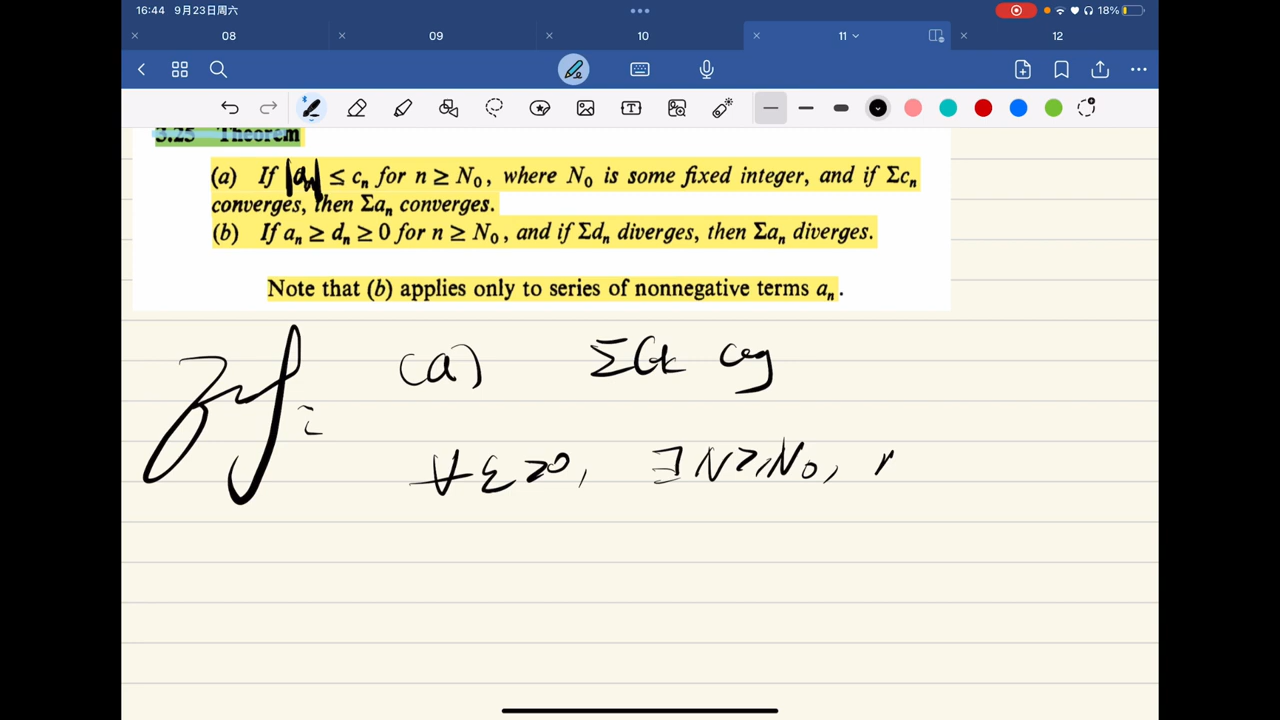 16:44 9月23日周六 18%
08 09 10 11 12
3.25 Theorem
(a) If |aₙ| ≤ cₙ for n ≥ N₀, where N₀ is some fixed integer, and if Σcₙ
converges, then Σaₙ converges.
(b) If aₙ ≥ dₙ ≥ 0 for n ≥ N₀, and if Σdₙ diverges, then Σaₙ diverges.
Note that (b) applies only to series of nonnegative terms aₙ.
(a)
∀ ε > 0, ∃ N ≥ N₀,